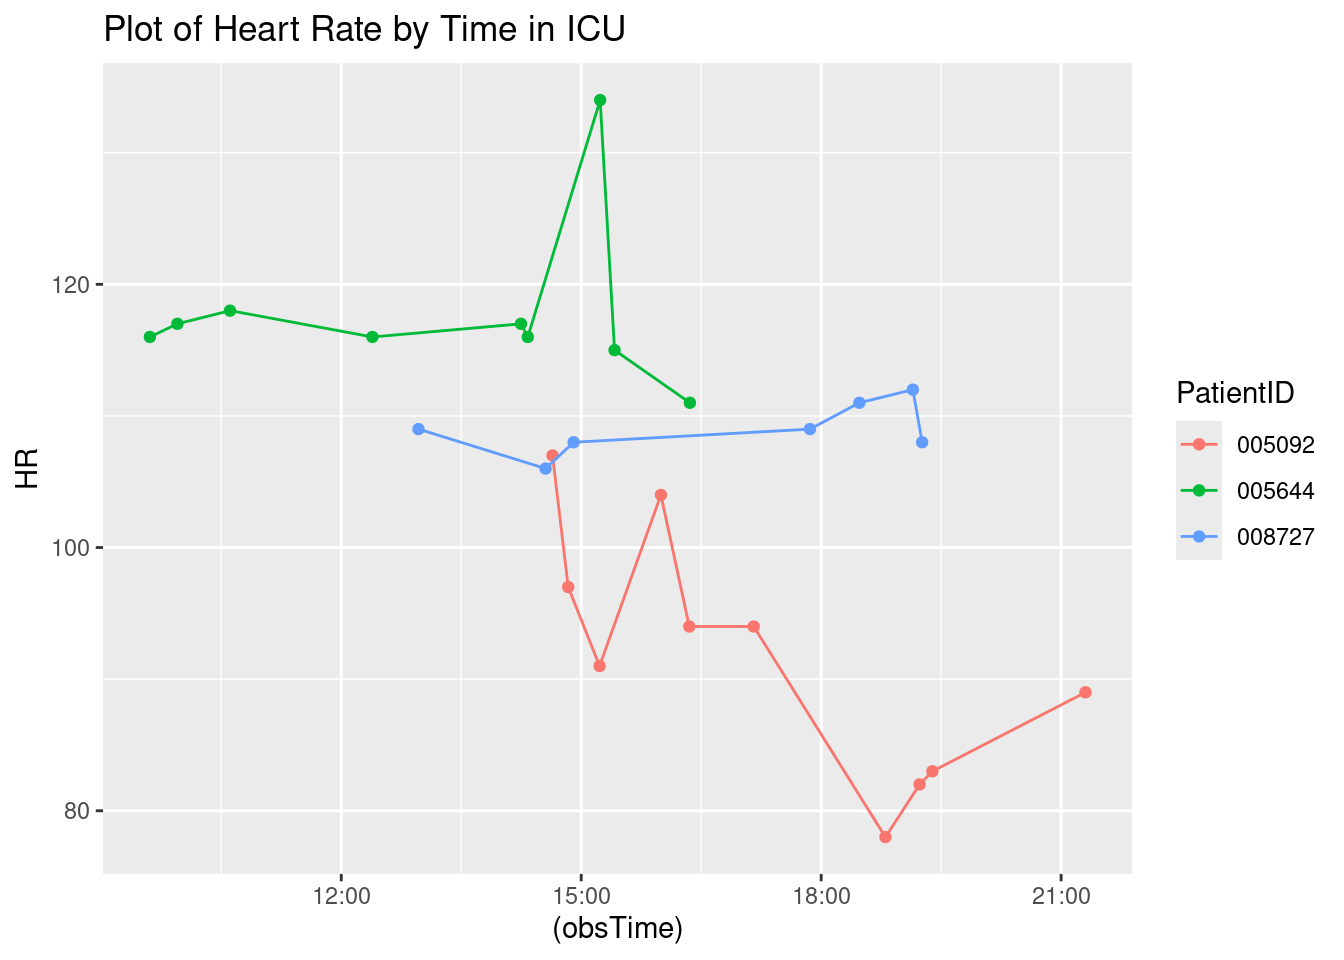 Plot of Heart Rate by Time in ICU
120
100
80
HR
12:00 15:00 18:00 21:00
(obsTime)
PatientID
005092
005644
008727